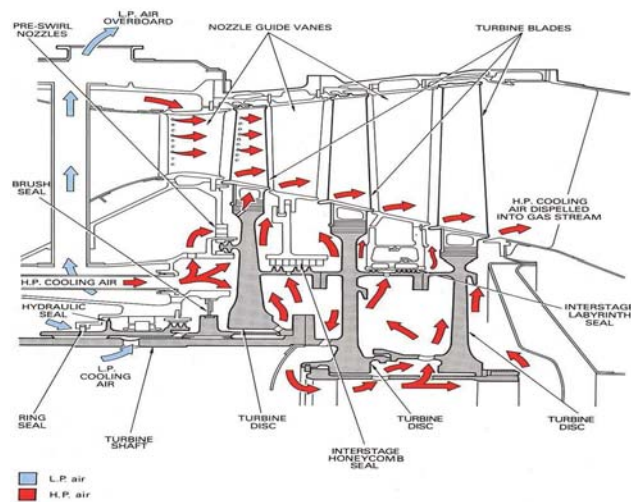 L.P. AIR
OVERBOARD
PRE-SWIRL
NOZZLES
NOZZLE GUIDE VANES
TURBINE BLADES
BRUSH
SEAL
H.P. COOLING
AIR DISPELLED
INTO GAS STREAM
H.P. COOLING AIR
HYDRAULIC
SEAL
INTERSTAGE
LABYRINTH
SEAL
L.P.
COOLING
AIR
RING
SEAL
TURBINE
SHAFT
TURBINE
DISC
INTERSTAGE
HONEYCOMB
SEAL
TURBINE
DISC
TURBINE
DISC
L.P. air
H.P. air